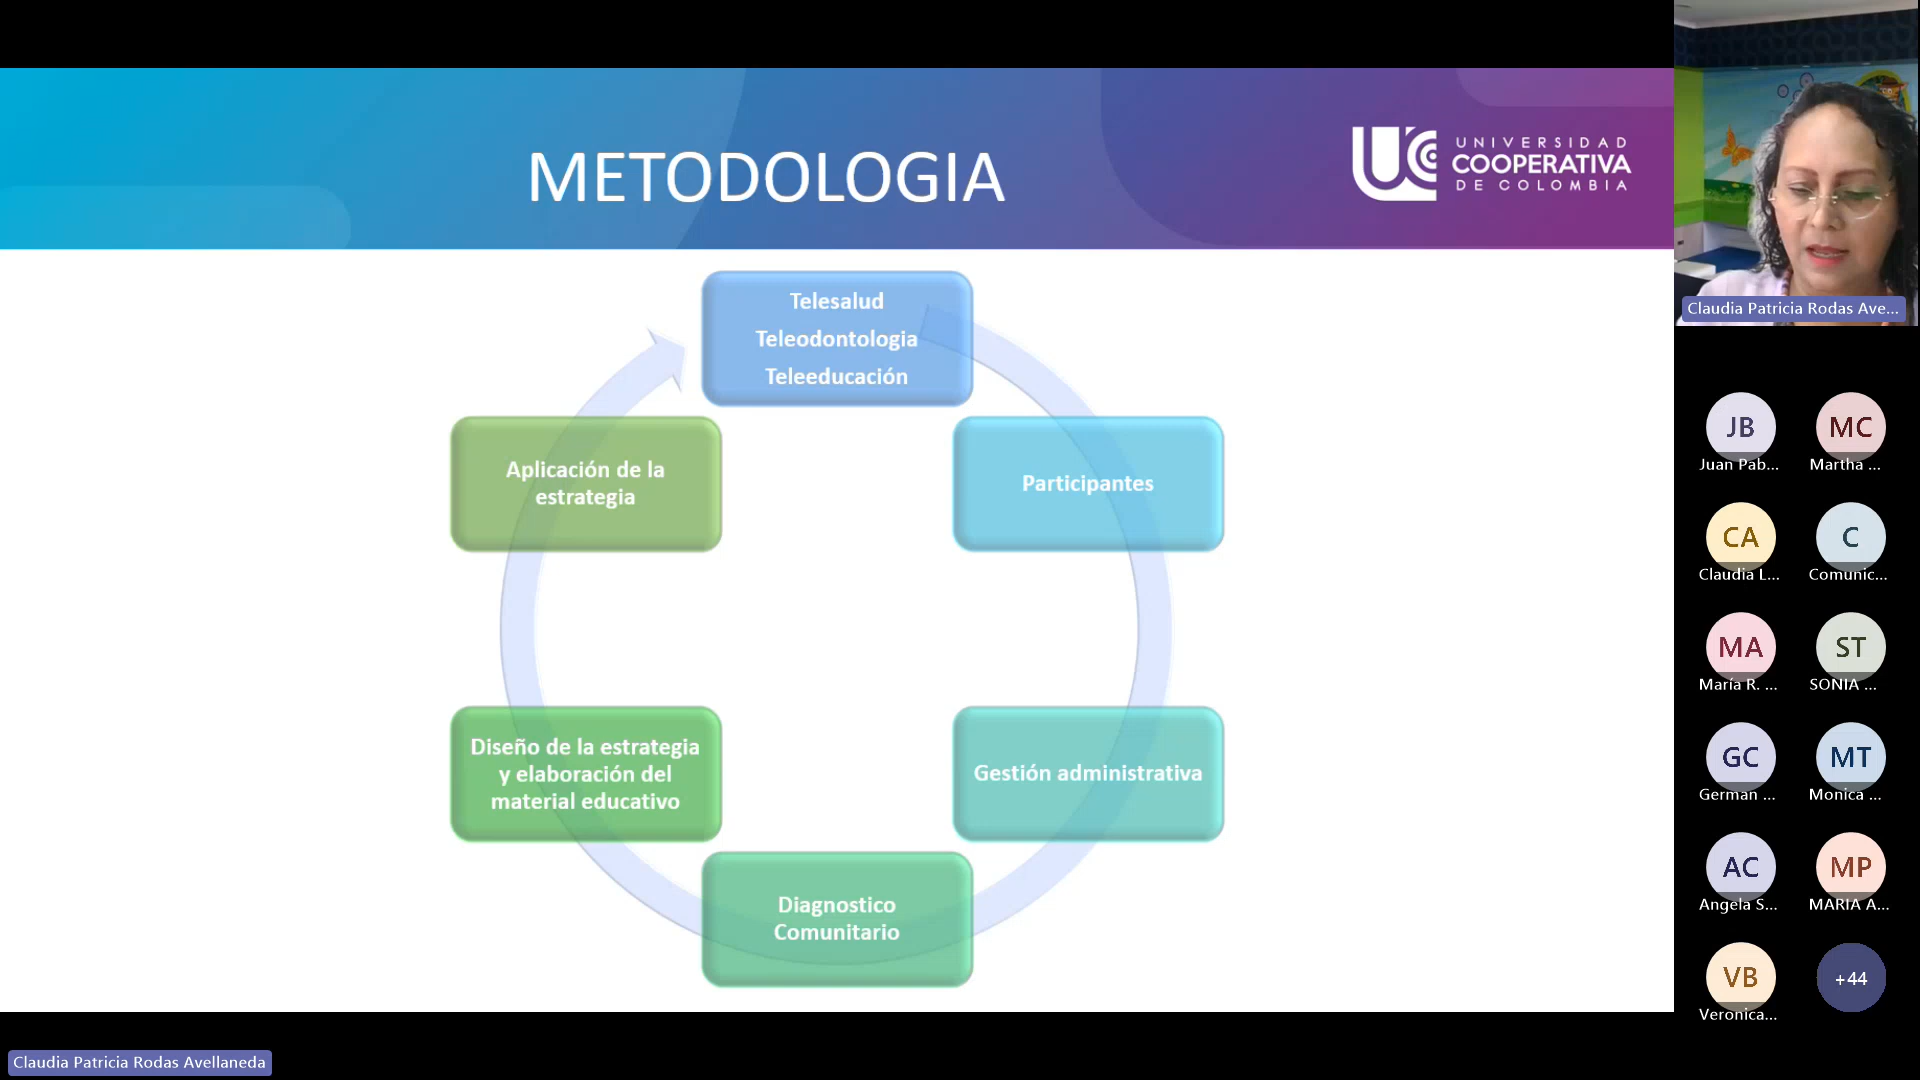 METODOLOGIA
UNIVERSIDAD
COOPERATIVA
DE COLOMBIA
Telesalud
Teleodontologia
Teleeducación
Participantes
Gestión administrativa
Diagnostico
Comunitario
Diseño de la estrategia
y elaboración del
material educativo
Aplicación de la
estrategia
Claudia Patricia Rodas Ave...
JB
Juan Pab...
MC
Martha ...
CA
Claudia L...
C
Comunic...
MA
María R. ...
ST
SONIA ...
GC
German ...
MT
Monica ...
AC
Angela S...
MP
MARIA A...
VB
Veronica...
+44
Claudia Patricia Rodas Avellaneda